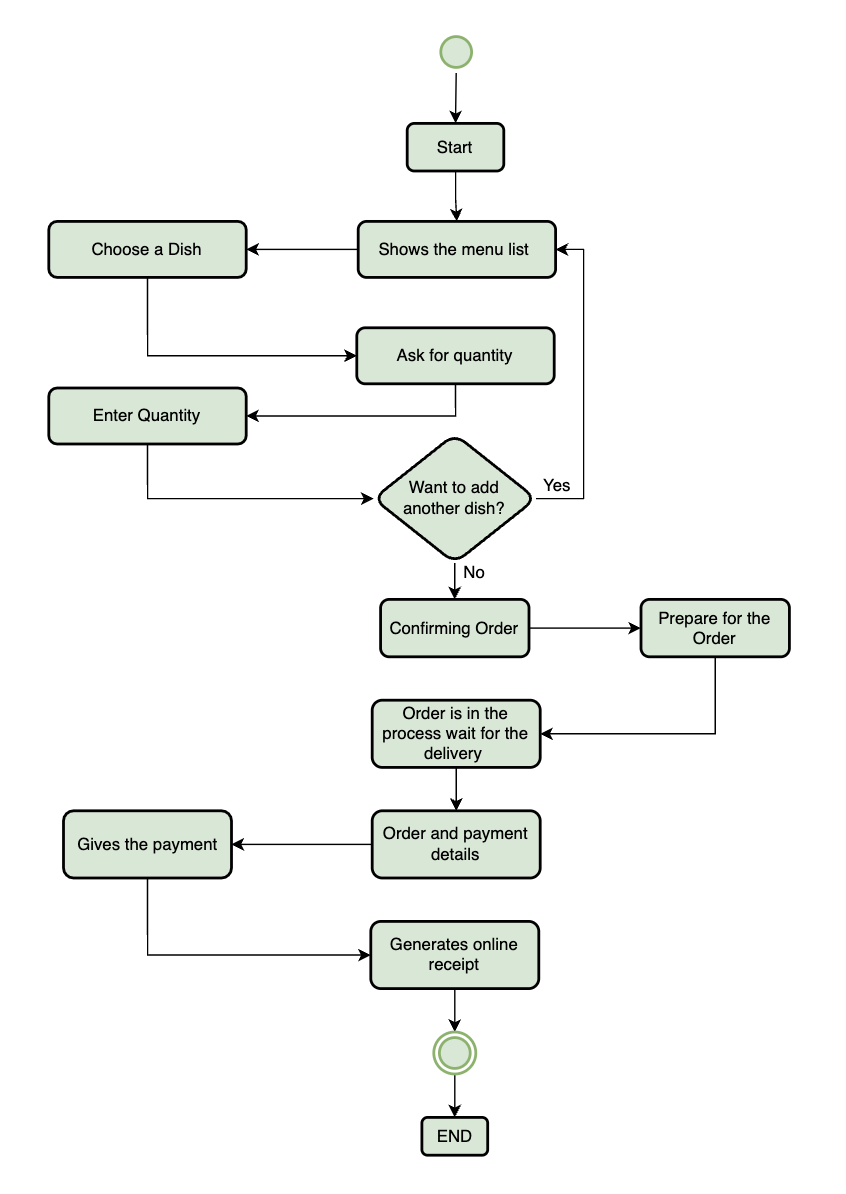 Start
Choose a Dish
Shows the menu list
Ask for quantity
Enter Quantity
Want to add
another dish?
Yes
No
Confirming Order
Prepare for the
Order
Order is in the
process wait for the
delivery
Gives the payment
Order and payment
details
Generates online
receipt
END